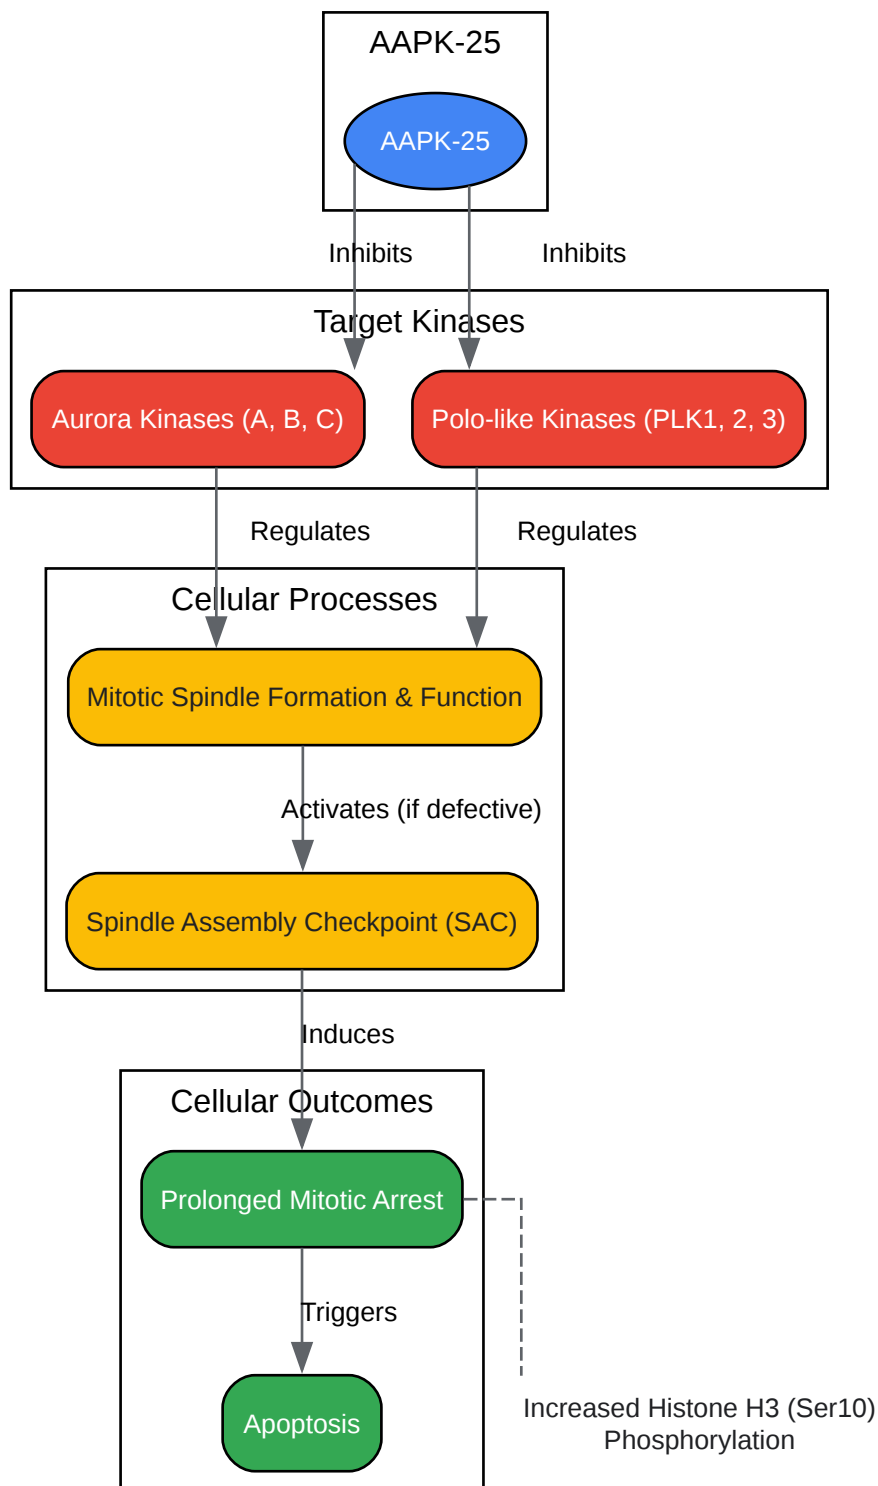 AAPK-25
AAPK-25
Inhibits
Inhibits
Target Kinases
Aurora Kinases (A, B, C)
Polo-like Kinases (PLK1, 2, 3)
Regulates
Regulates
Cellular Processes
Mitotic Spindle Formation & Function
Activates (if defective)
Spindle Assembly Checkpoint (SAC)
Induces
Cellular Outcomes
Prolonged Mitotic Arrest
Triggers
Apoptosis
Increased Histone H3 (Ser10)
Phosphorylation